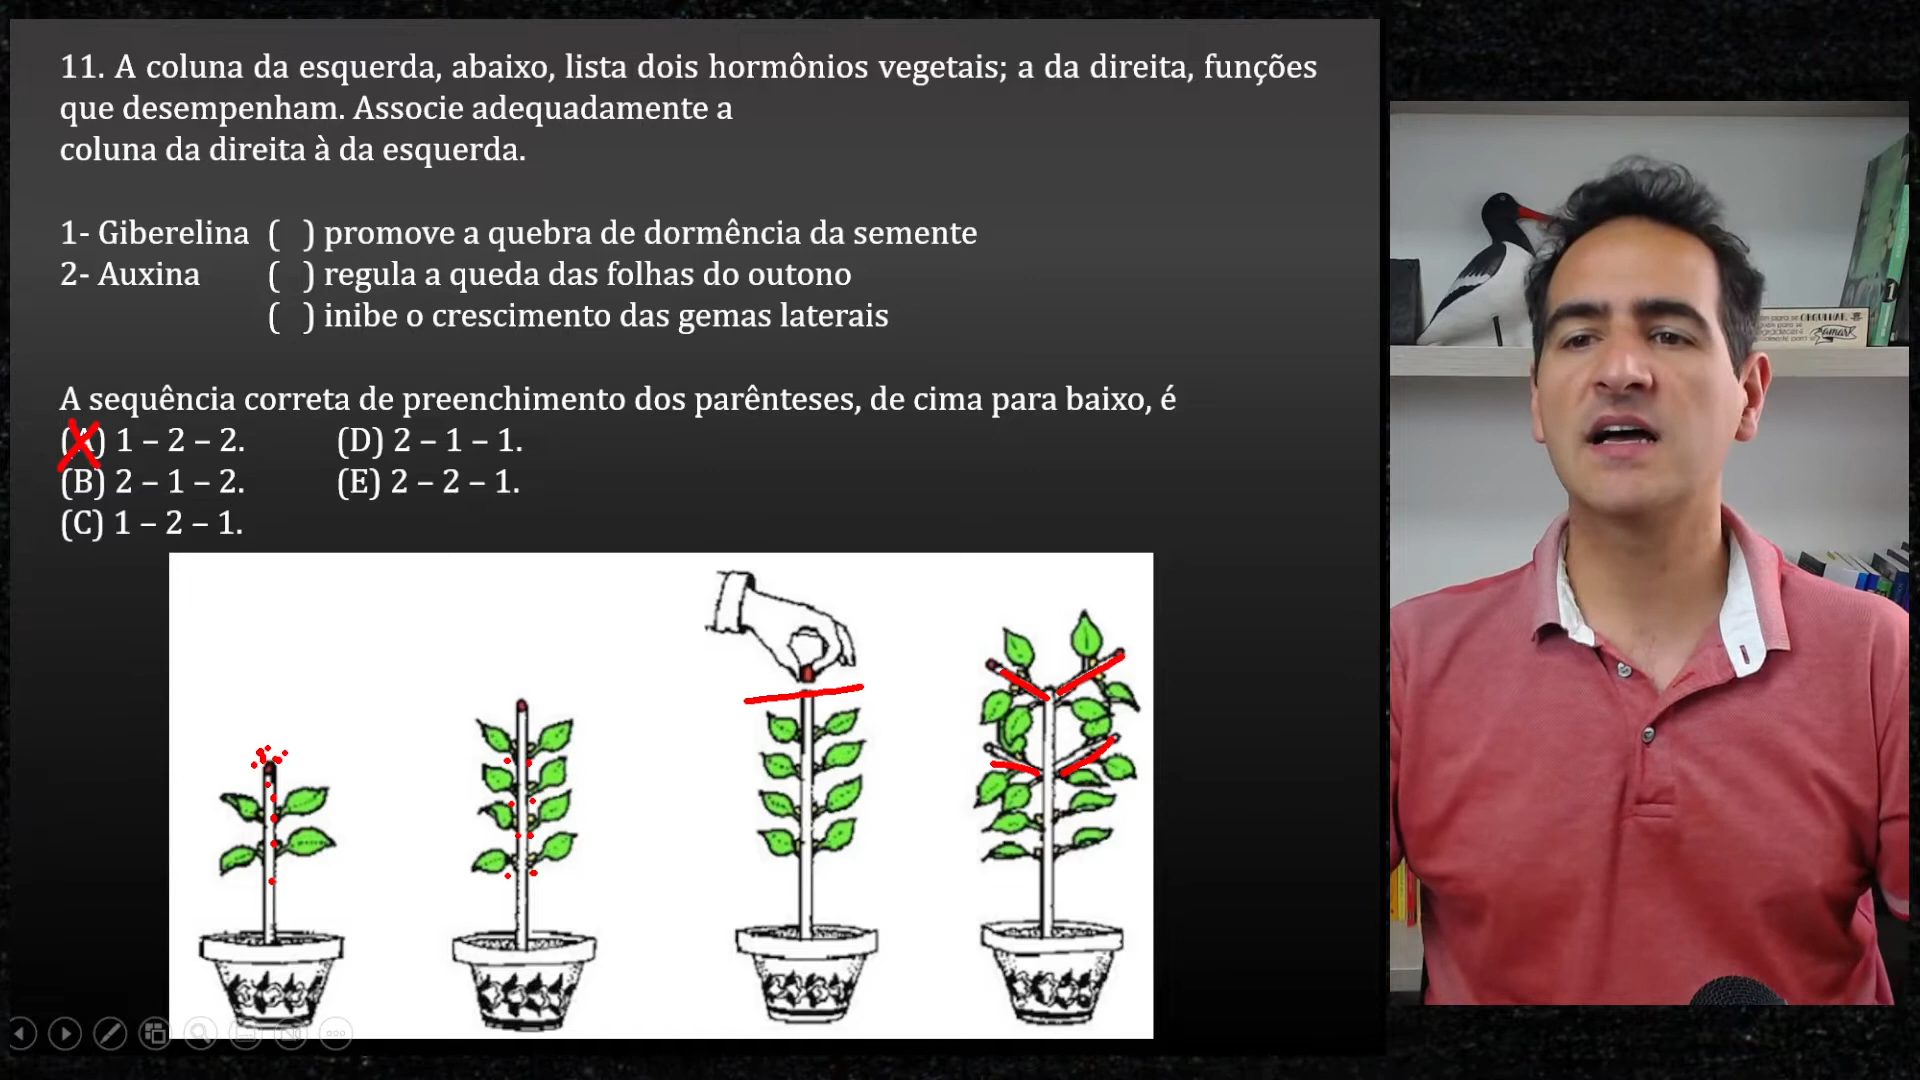 11. A coluna da esquerda, abaixo, lista dois hormônios vegetais; a da direita, funções
que desempenham. Associe adequadamente a
coluna da direita à da esquerda.
1- Giberelina ( ) promove a quebra de dormência da semente
2- Auxina ( ) regula a queda das folhas do outono
( ) inibe o crescimento das gemas laterais
A sequência correta de preenchimento dos parênteses, de cima para baixo, é
(A) 1 – 2 – 2. (D) 2 – 1 – 1.
(B) 2 – 1 – 2. (E) 2 – 2 – 1.
(C) 1 – 2 – 1.
1
ORGULHAR
amar